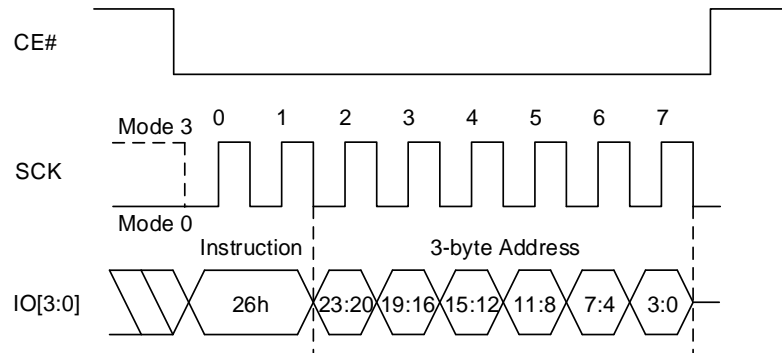 CE#
Mode 3
0 1 2 3 4 5 6 7
SCK
Mode 0
Instruction 3-byte Address
IO[3:0] 26h 23:20 19:16 15:12 11:8 7:4 3:0